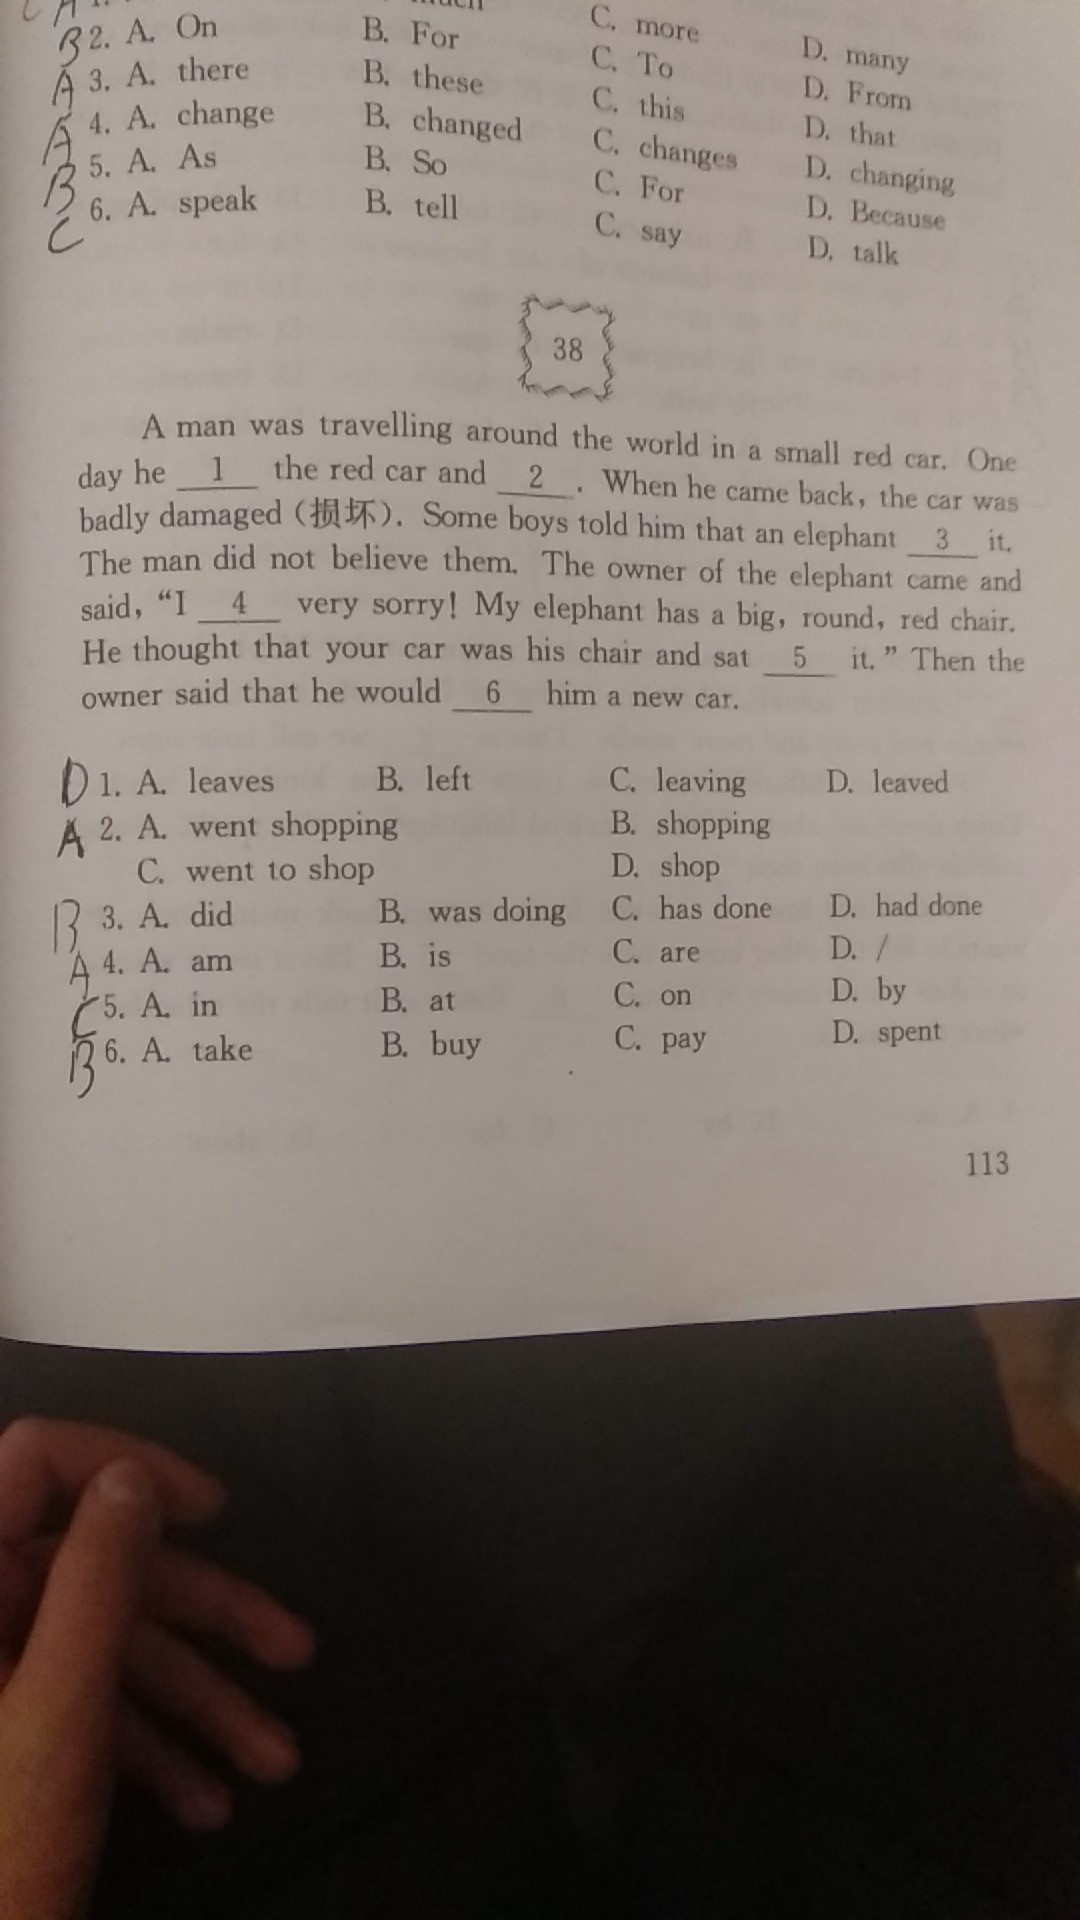 B 2. A. On B. For C. more D. many
A 3. A. there B. these C. To D. From
A 4. A. change B. changed C. this D. that
B 5. A. As B. So C. changes D. changing
C 6. A. speak B. tell C. For D. Because
C. say D. talk
38
A man was travelling around the world in a small red car. One
day he 1 the red car and 2 . When he came back, the car was
badly damaged (损坏). Some boys told him that an elephant 3 it.
The man did not believe them. The owner of the elephant came and
said, “I 4 very sorry! My elephant has a big, round, red chair.
He thought that your car was his chair and sat 5 it.” Then the
owner said that he would 6 him a new car.
D 1. A. leaves B. left C. leaving D. leaved
A 2. A. went shopping B. shopping
C. went to shop D. shop
B 3. A. did B. was doing C. has done D. had done
A 4. A. am B. is C. are D. /
C 5. A. in B. at C. on D. by
B 6. A. take B. buy C. pay D. spent
113